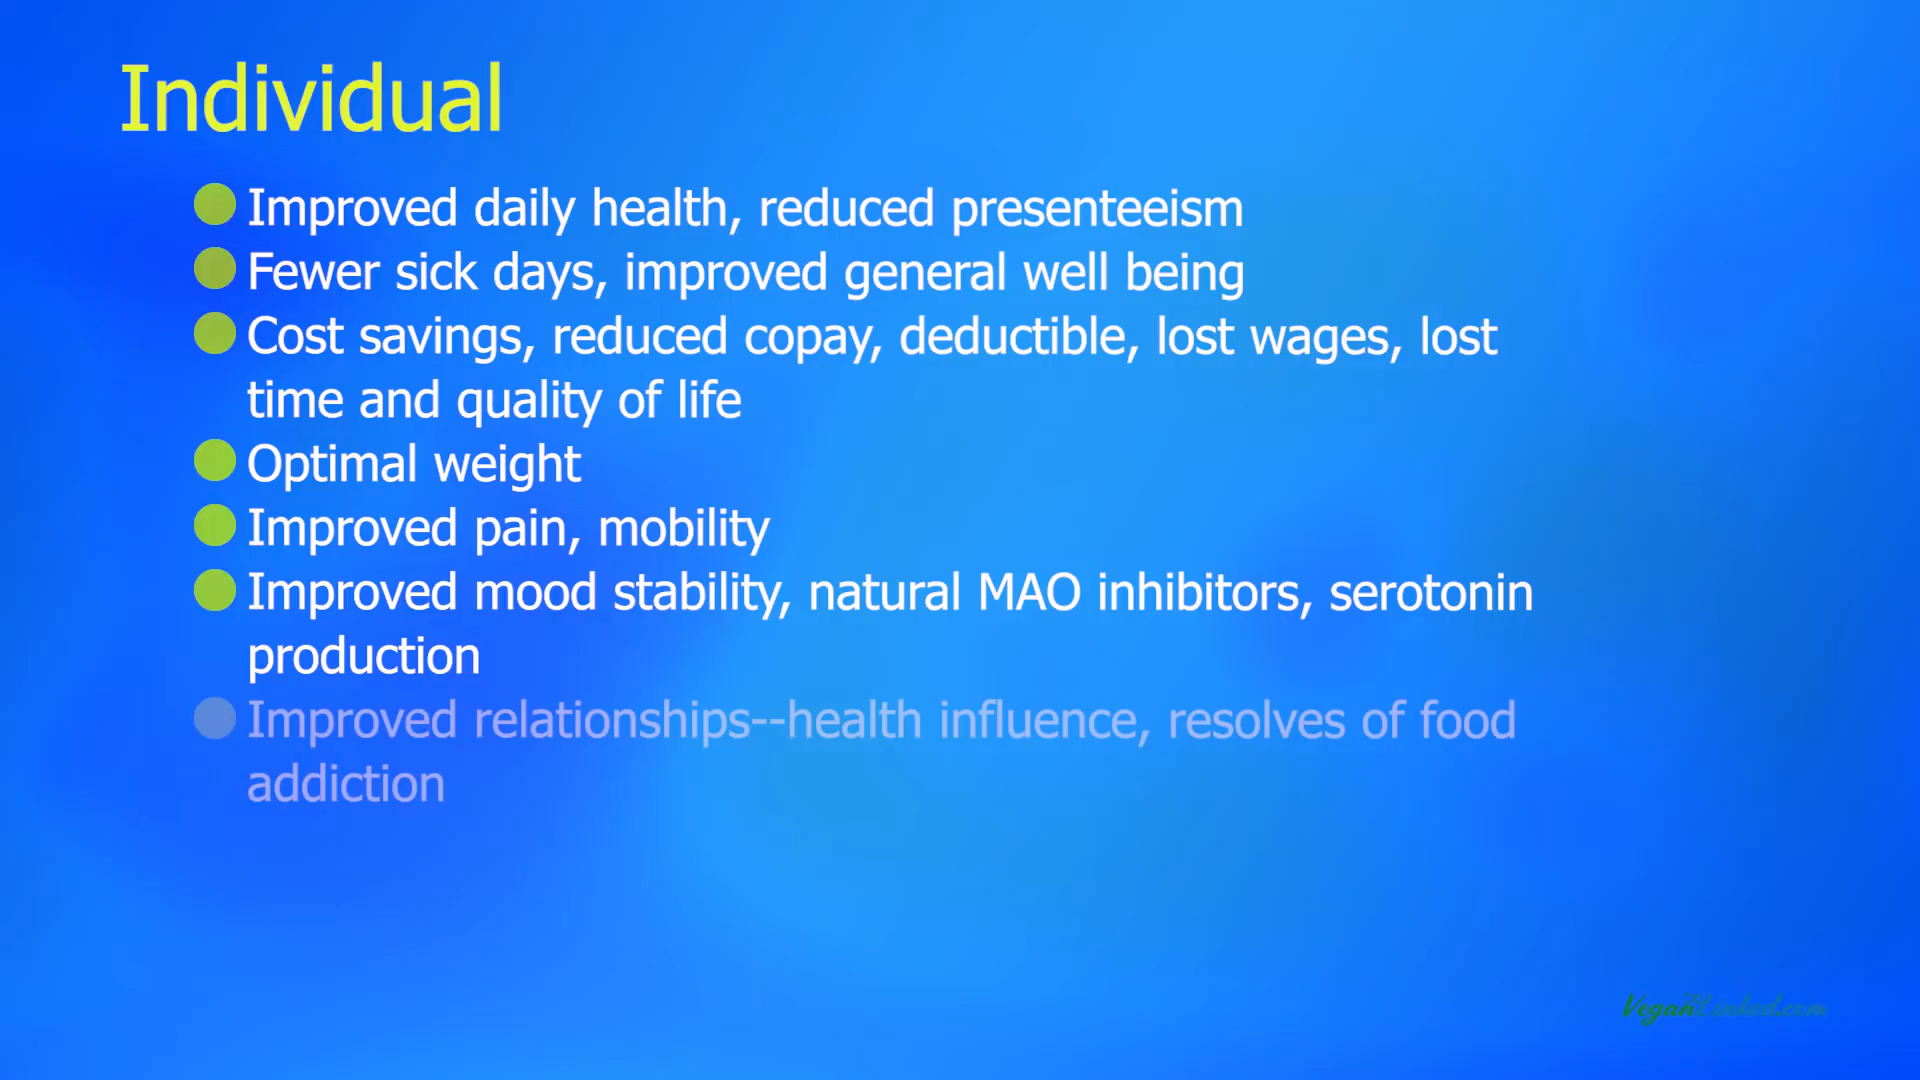 Individual
Improved daily health, reduced presenteeism
Fewer sick days, improved general well being
Cost savings, reduced copay, deductible, lost wages, lost
time and quality of life
Optimal weight
Improved pain, mobility
Improved mood stability, natural MAO inhibitors, serotonin
production
Improved relationships--health influence, resolves of food
addiction
VeganLinked.com